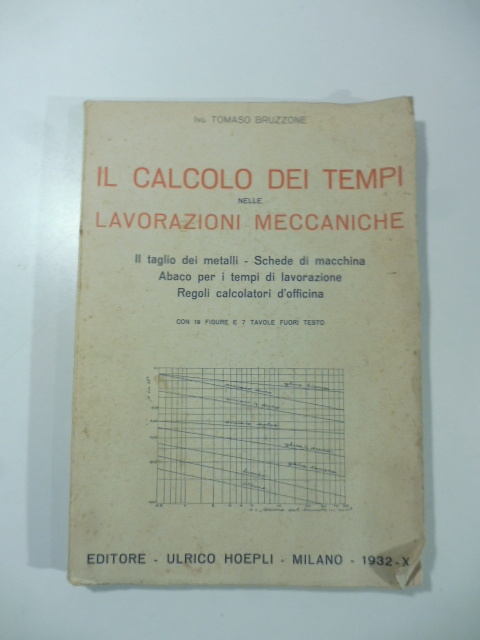 ING. TOMASO BRUZZONE
IL CALCOLO DEI TEMPI
NELLE
LAVORAZIONI MECCANICHE
Il taglio dei metalli - Schede di macchina
Abaco per i tempi di lavorazione
Regoli calcolatori d'officina
CON 19 FIGURE E 7 TAVOLE FUORI TESTO
EDITORE - ULRICO HOEPLI - MILANO - 1932-X